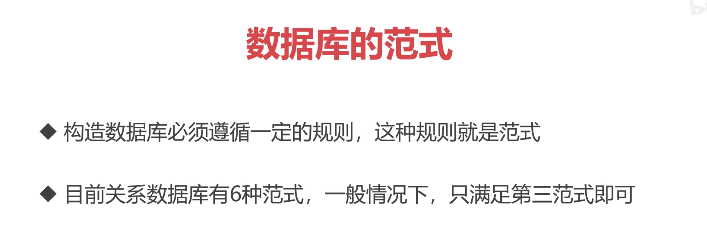 数据库的范式
◆ 构造数据库必须遵循一定的规则，这种规则就是范式
◆ 目前关系数据库有6种范式，一般情况下，只满足第三范式即可